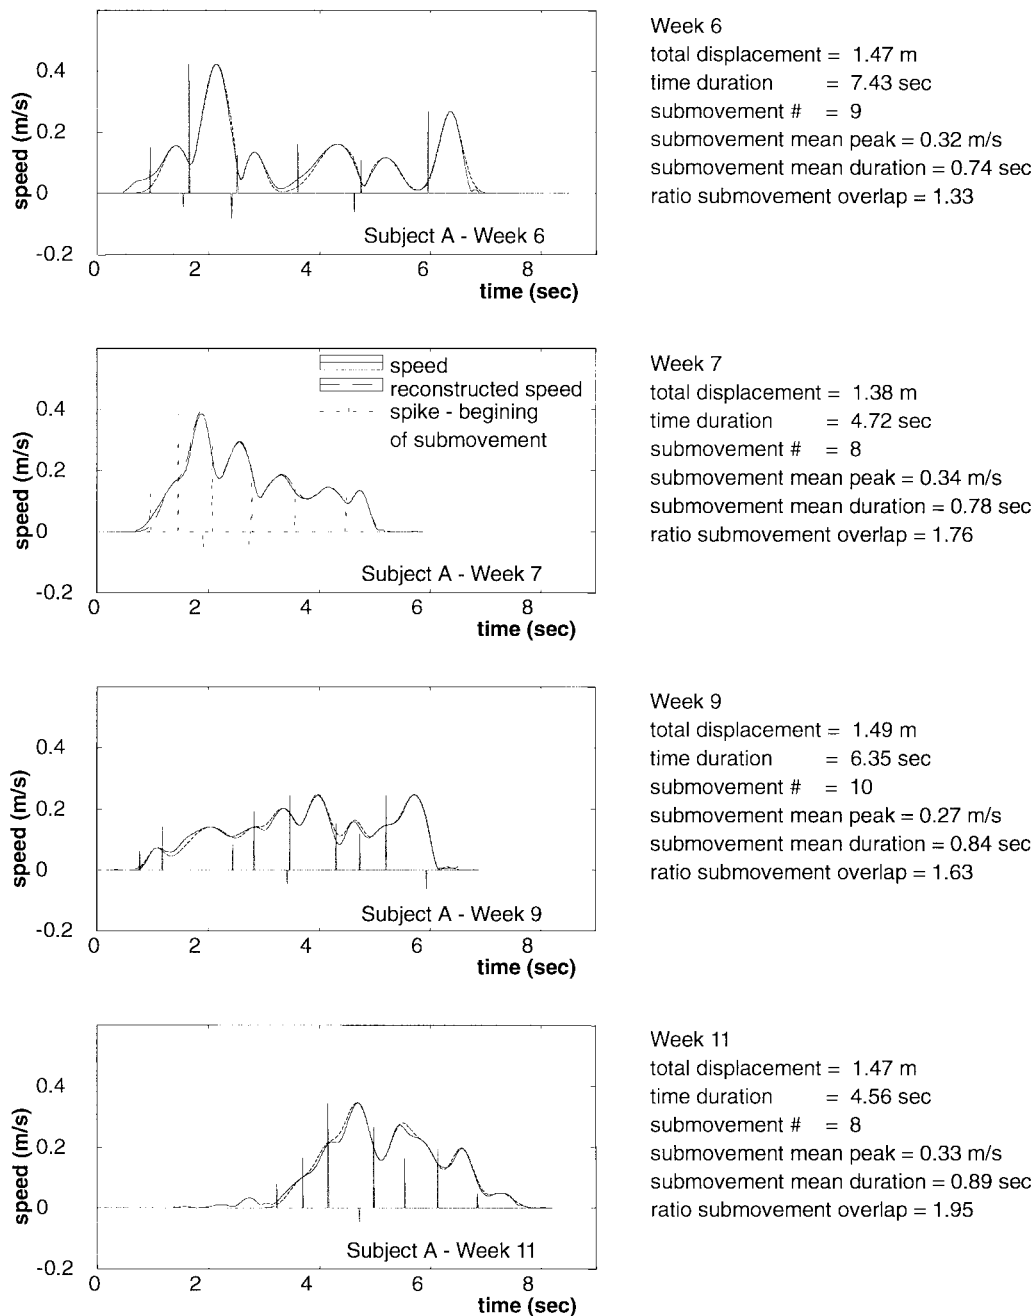 0.4
0.2
0
-0.2
speed (m/s)
Subject A - Week 6
0 2 4 6 8
time (sec)
Week 6
total displacement = 1.47 m
time duration = 7.43 sec
submovement # = 9
submovement mean peak = 0.32 m/s
submovement mean duration = 0.74 sec
ratio submovement overlap = 1.33
0.4
0.2
0
-0.2
speed (m/s)
speed
reconstructed speed
spike - begining
of submovement
Subject A - Week 7
0 2 4 6 8
time (sec)
Week 7
total displacement = 1.38 m
time duration = 4.72 sec
submovement # = 8
submovement mean peak = 0.34 m/s
submovement mean duration = 0.78 sec
ratio submovement overlap = 1.76
0.4
0.2
0
-0.2
speed (m/s)
Subject A - Week 9
0 2 4 6 8
time (sec)
Week 9
total displacement = 1.49 m
time duration = 6.35 sec
submovement # = 10
submovement mean peak = 0.27 m/s
submovement mean duration = 0.84 sec
ratio submovement overlap = 1.63
0.4
0.2
0
-0.2
speed (m/s)
Subject A - Week 11
0 2 4 6 8
time (sec)
Week 11
total displacement = 1.47 m
time duration = 4.56 sec
submovement # = 8
submovement mean peak = 0.33 m/s
submovement mean duration = 0.89 sec
ratio submovement overlap = 1.95